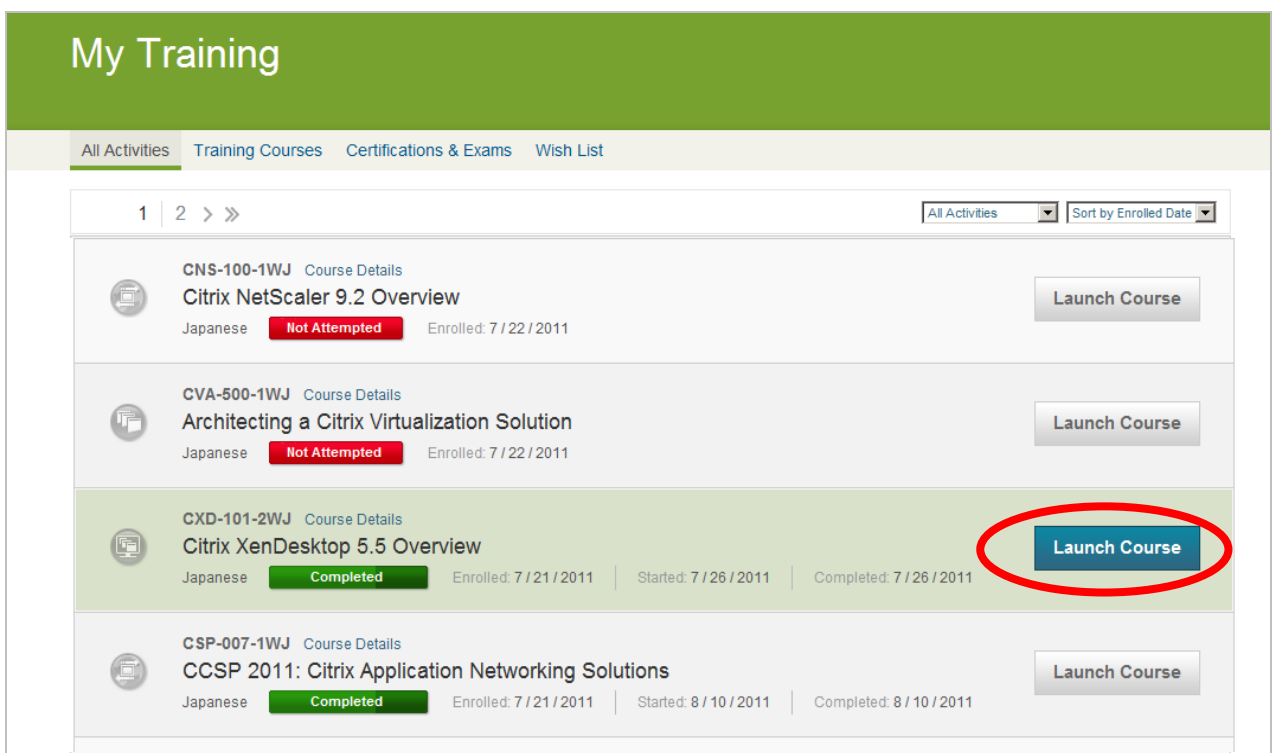 My Training
All Activities Training Courses Certifications & Exams Wish List
1 2 All Activities Sort by Enrolled Date
CNS-100-1WJ Course Details
Citrix NetScaler 9.2 Overview
Launch Course
Japanese Not Attempted Enrolled: 7 / 22 / 2011
CVA-500-1WJ Course Details
Architecting a Citrix Virtualization Solution
Launch Course
Japanese Not Attempted Enrolled: 7 / 22 / 2011
CXD-101-2WJ Course Details
Citrix XenDesktop 5.5 Overview
Launch Course
Japanese Completed Enrolled: 7 / 21 / 2011 Started: 7 / 26 / 2011 Completed: 7 / 26 / 2011
CSP-007-1WJ Course Details
CCSP 2011: Citrix Application Networking Solutions
Launch Course
Japanese Completed Enrolled: 7 / 21 / 2011 Started: 8 / 10 / 2011 Completed: 8 / 10 / 2011